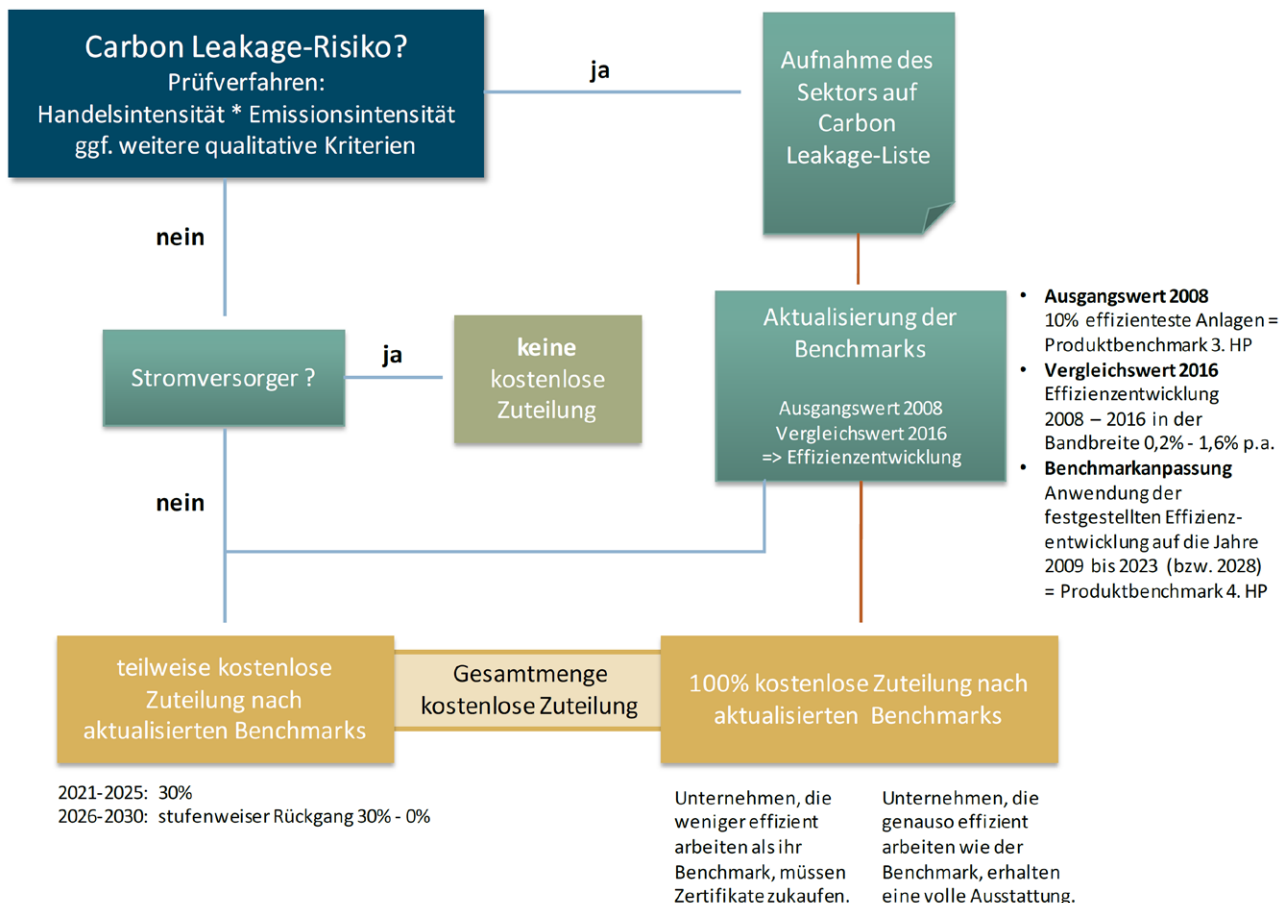 Carbon Leakage-Risiko?
Prüfverfahren:
Handelsintensität * Emissionsintensität
ggf. weitere qualitative Kriterien
ja
Aufnahme des
Sektors auf
Carbon
Leakage-Liste
nein
Stromversorger ?
ja
keine
kostenlose
Zuteilung
Aktualisierung der
Benchmarks
Ausgangswert 2008
Vergleichswert 2016
=> Effizienzentwicklung
• Ausgangswert 2008
10% effizienteste Anlagen =
Produktbenchmark 3. HP
• Vergleichswert 2016
Effizienzentwicklung
2008 – 2016 in der
Bandbreite 0,2% - 1,6% p.a.
• Benchmarkanpassung
Anwendung der
festgestellten Effizienz-
entwicklung auf die Jahre
2009 bis 2023 (bzw. 2028)
= Produktbenchmark 4. HP
nein
teilweise kostenlose
Zuteilung nach
aktualisierten Benchmarks
Gesamtmenge
kostenlose Zuteilung
100% kostenlose Zuteilung nach
aktualisierten Benchmarks
2021-2025: 30%
2026-2030: stufenweiser Rückgang 30% - 0%
Unternehmen, die
weniger effizient
arbeiten als ihr
Benchmark, müssen
Zertifikate zukaufen.
Unternehmen, die
genauso effizient
arbeiten wie der
Benchmark, erhalten
eine volle Ausstattung.